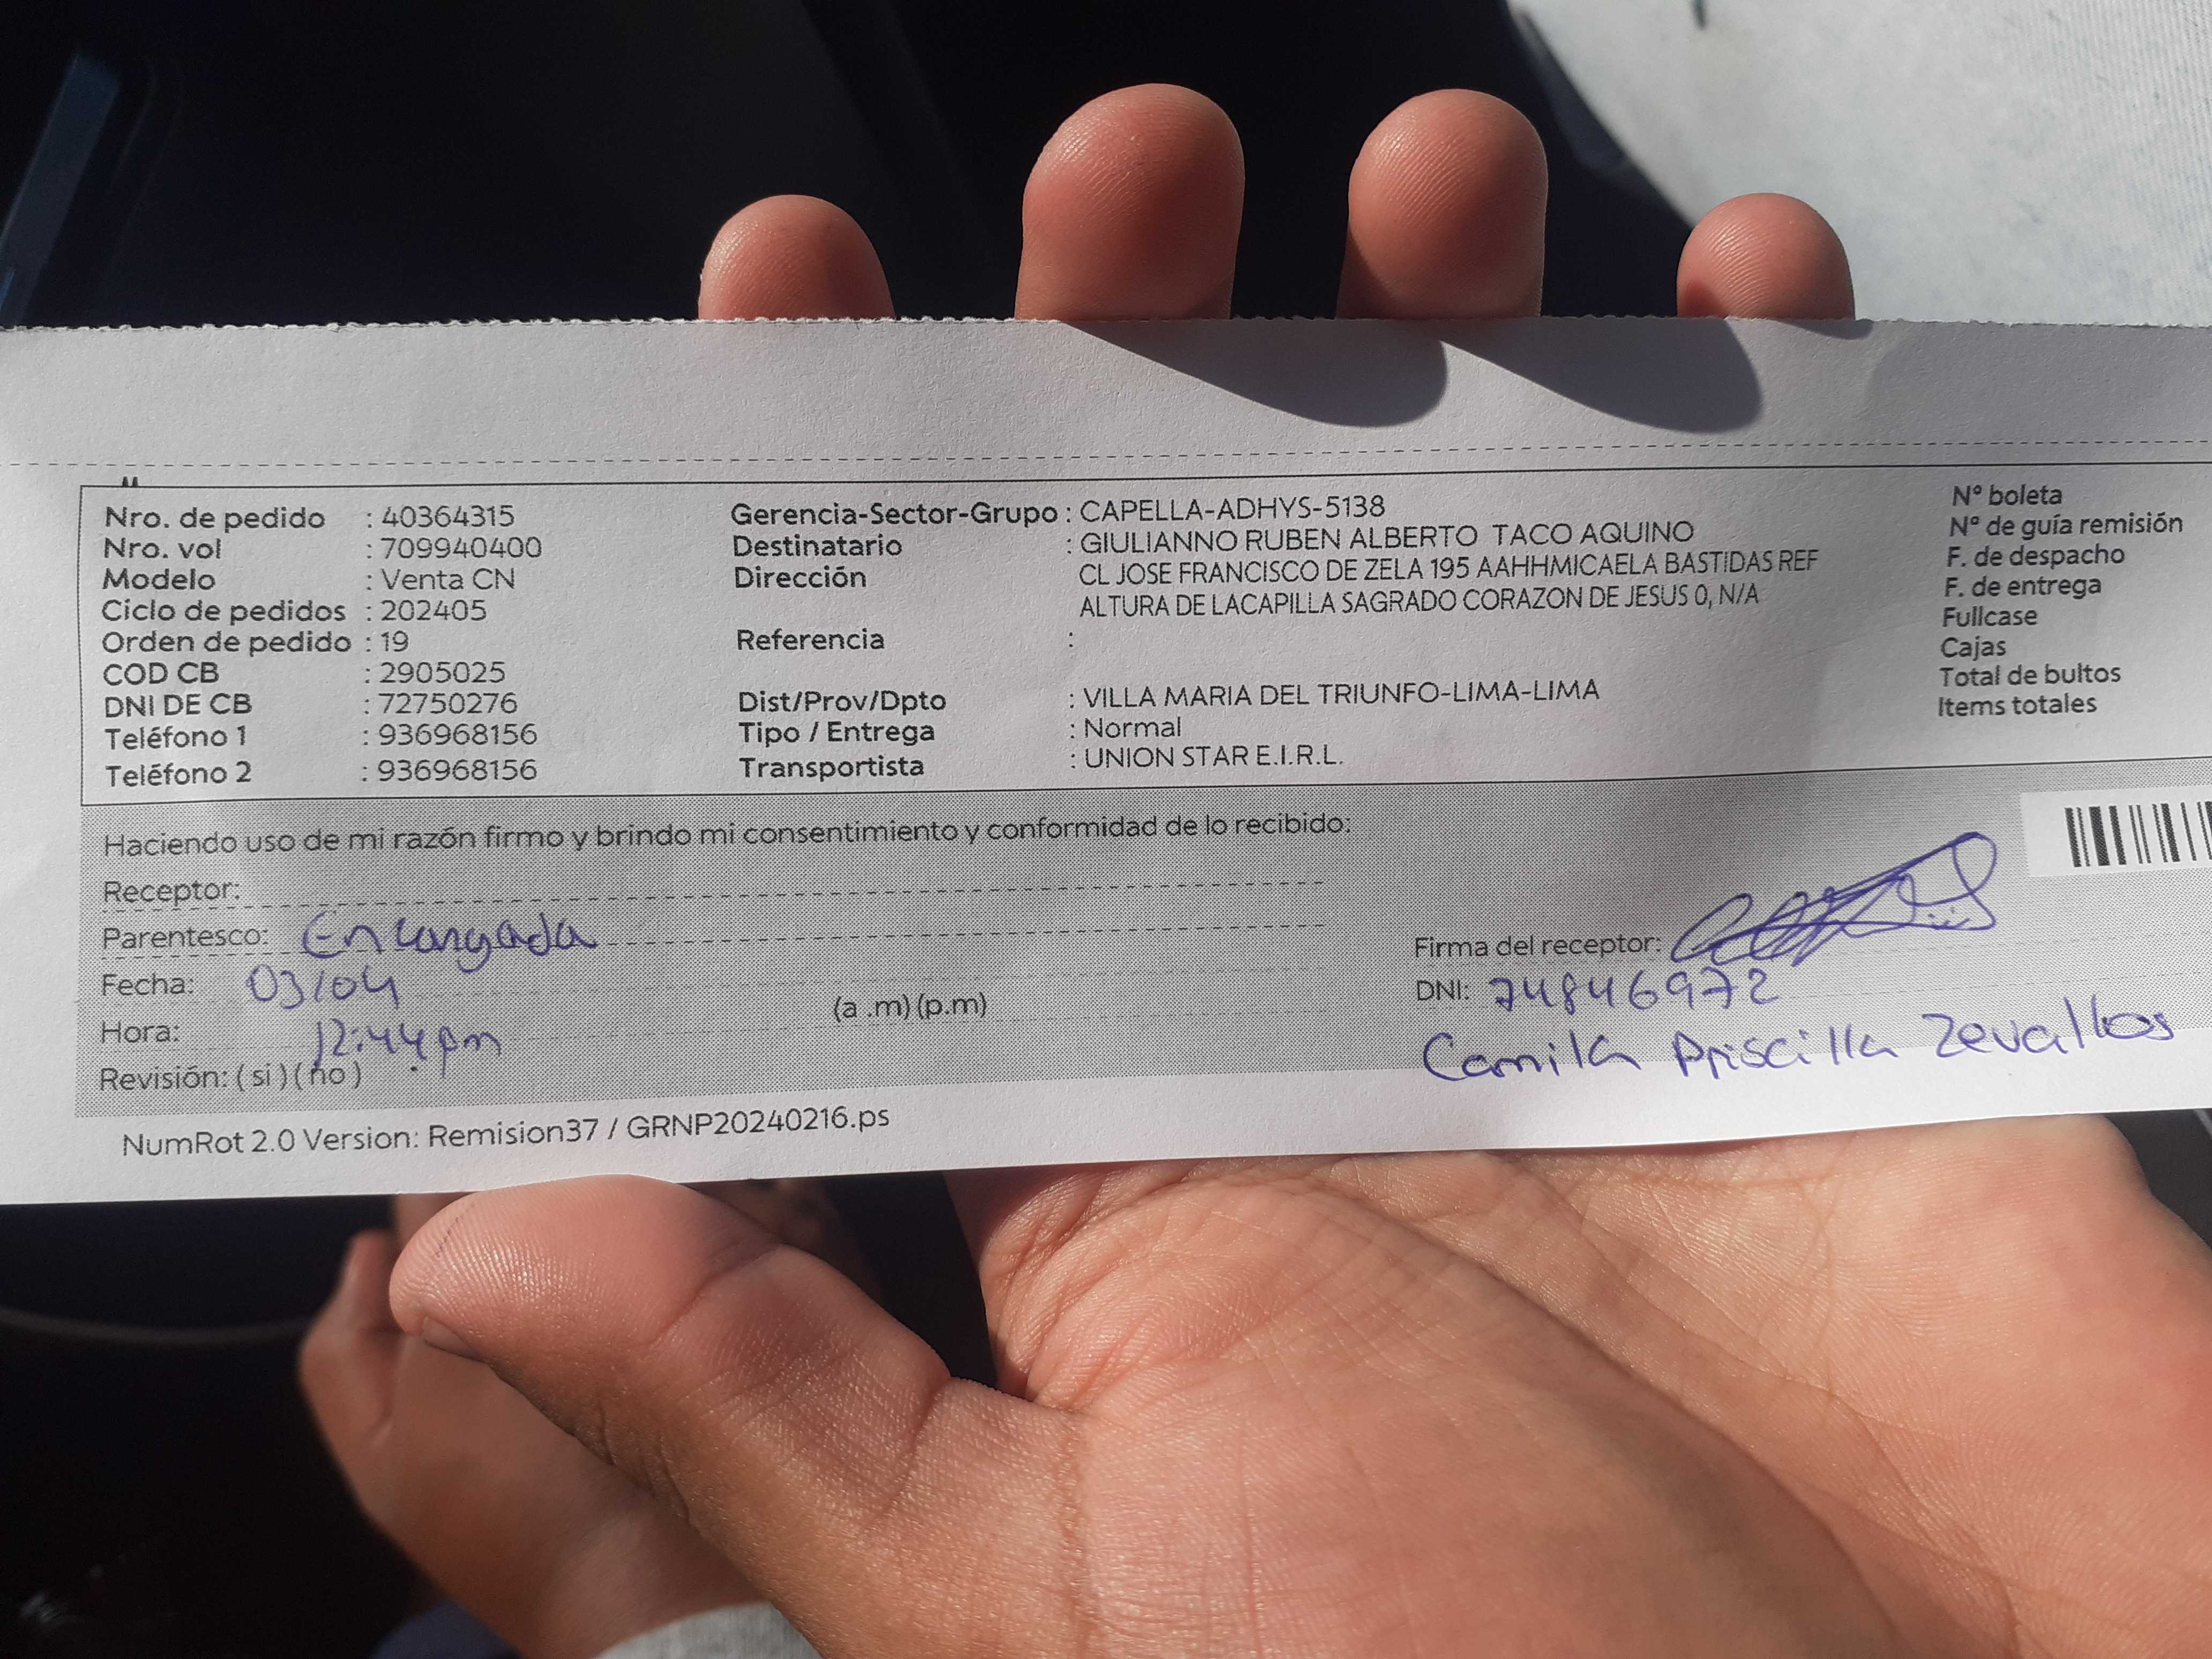 Nro. de pedido : 40364315
Nro. vol : 709940400
Modelo : Venta CN
Ciclo de pedidos : 202405
Orden de pedido : 19
COD CB : 2905025
DNI DE CB : 72750276
Teléfono 1 : 936968156
Teléfono 2 : 936968156
Gerencia-Sector-Grupo : CAPELLA-ADHYS-5138
Destinatario : GIULIANNO RUBEN ALBERTO TACO AQUINO
Dirección CL JOSE FRANCISCO DE ZELA 195 AAHHMICAELA BASTIDAS REF
ALTURA DE LACAPILLA SAGRADO CORAZON DE JESUS 0, N/A
Referencia :
Dist/Prov/Dpto : VILLA MARIA DEL TRIUNFO-LIMA-LIMA
Tipo / Entrega : Normal
Transportista : UNION STAR E.I.R.L.
N° boleta
N° de guía remisión
F. de despacho
F. de entrega
Fullcase
Cajas
Total de bultos
Items totales
Haciendo uso de mi razón firmo y brindo mi consentimiento y conformidad de lo recibido:
Receptor:
Parentesco: Encargada
Fecha: 03/04
Hora: 12:44 pm (a .m) (p.m)
Revisión: ( si ) ( no )
Firma del receptor:
DNI: 74846972
Camila Priscilla Zevallos
NumRot 2.0 Version: Remision37 / GRNP20240216.ps